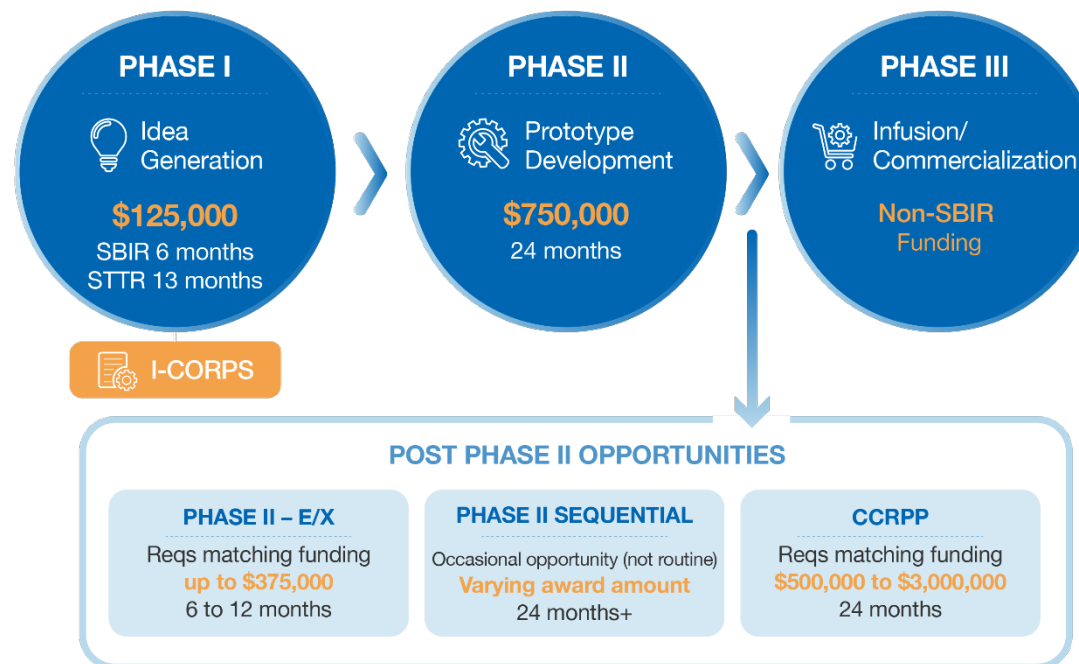 PHASE I
Idea
Generation
$125,000
SBIR 6 months
STTR 13 months
I-CORPS
PHASE II
Prototype
Development
$750,000
24 months
PHASE III
Infusion/
Commercialization
Non-SBIR
Funding
POST PHASE II OPPORTUNITIES
PHASE II – E/X
Reqs matching funding
up to $375,000
6 to 12 months
PHASE II SEQUENTIAL
Occasional opportunity (not routine)
Varying award amount
24 months+
CCRPP
Reqs matching funding
$500,000 to $3,000,000
24 months